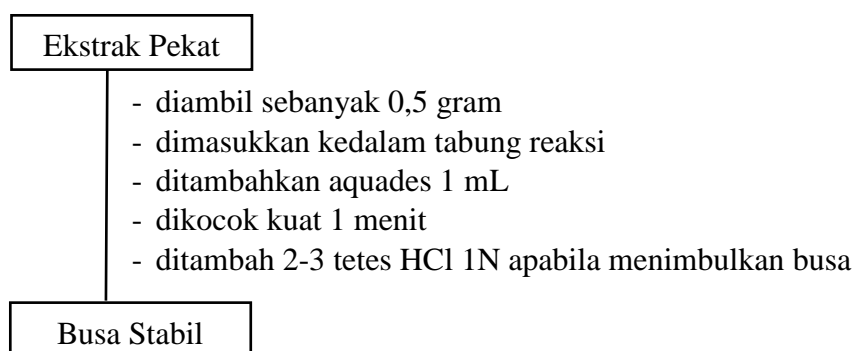 Ekstrak Pekat
- diambil sebanyak 0,5 gram
- dimasukkan kedalam tabung reaksi
- ditambahkan aquades 1 mL
- dikocok kuat 1 menit
- ditambah 2-3 tetes HCl 1N apabila menimbulkan busa
Busa Stabil